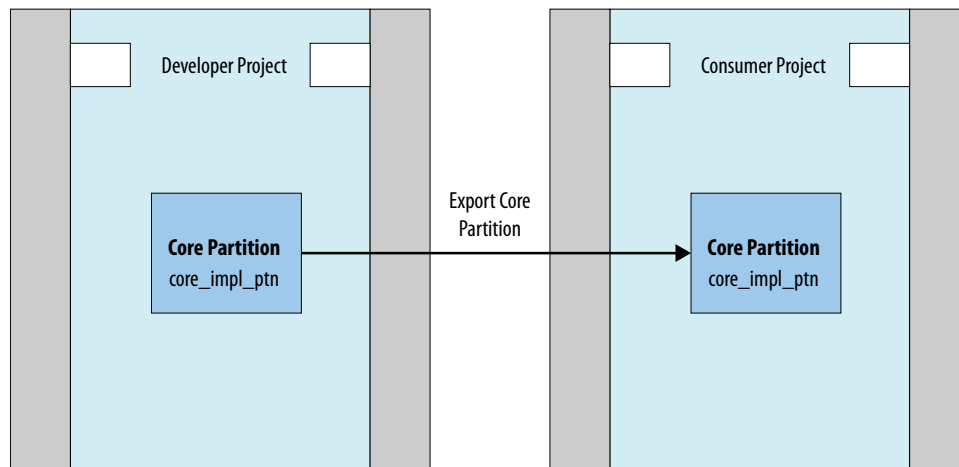 Developer Project
Consumer Project
Export Core
Partition
Core Partition
core_impl_ptn
Core Partition
core_impl_ptn